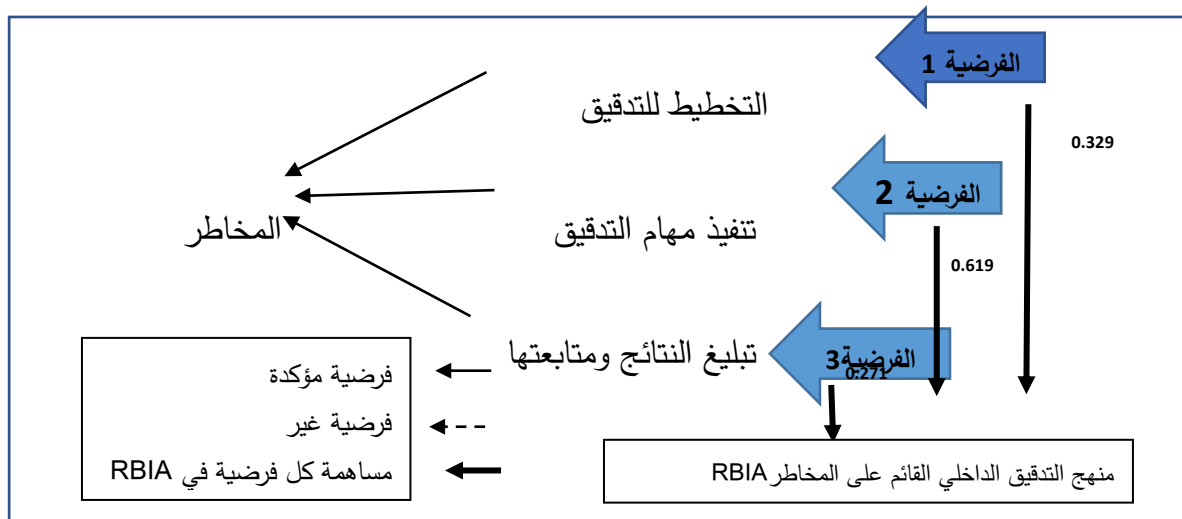 الفرضية 1
التخطيط للتدقيق
0.329
الفرضية 2
تنفيذ مهام التدقيق
المخاطر
0.619
الفرضية3
تبليغ النتائج ومتابعتها
0.271
فرضية مؤكدة
فرضية غير
مساهمة كل فرضية في RBIA
منهج التدقيق الداخلي القائم على المخاطر RBIA